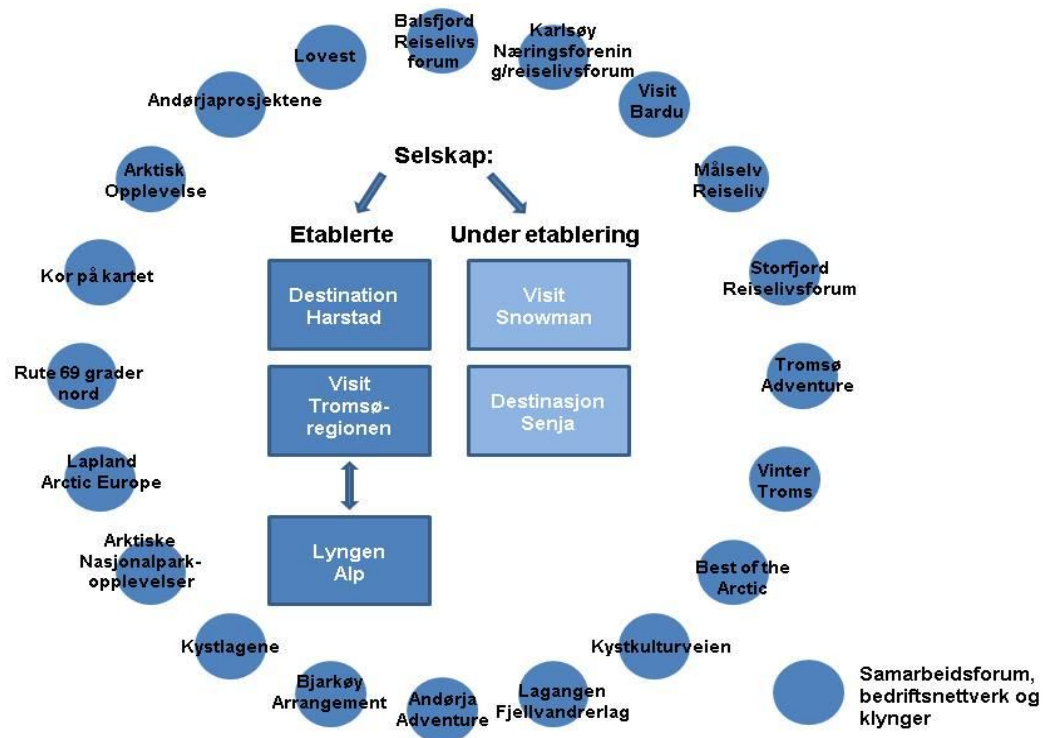 Balsfjord
Reiselivs
forum
Karlsøy
Næringsforenin
g/reiselivsforum
Visit
Bardu
Målselv
Reiseliv
Storfjord
Reiselivsforum
Tromsø
Adventure
Vinter
Troms
Best of the
Arctic
Kystkulturveien
Lagangen
Fjellvandrerlag
Andørja
Adventure
Bjarkøy
Arrangement
Kystlagene
Arktiske
Nasjonalpark-
opplevelser
Lapland
Arctic Europe
Rute 69 grader
nord
Kor på kartet
Arktisk
Opplevelse
Andørjaprosjektene
Lovest
Selskap:
Etablerte
Destination
Harstad
Visit
Tromsø-
regionen
Lyngen
Alp
Under etablering
Visit
Snowman
Destinasjon
Senja
Samarbeidsforum,
bedriftsnettverk og
klynger